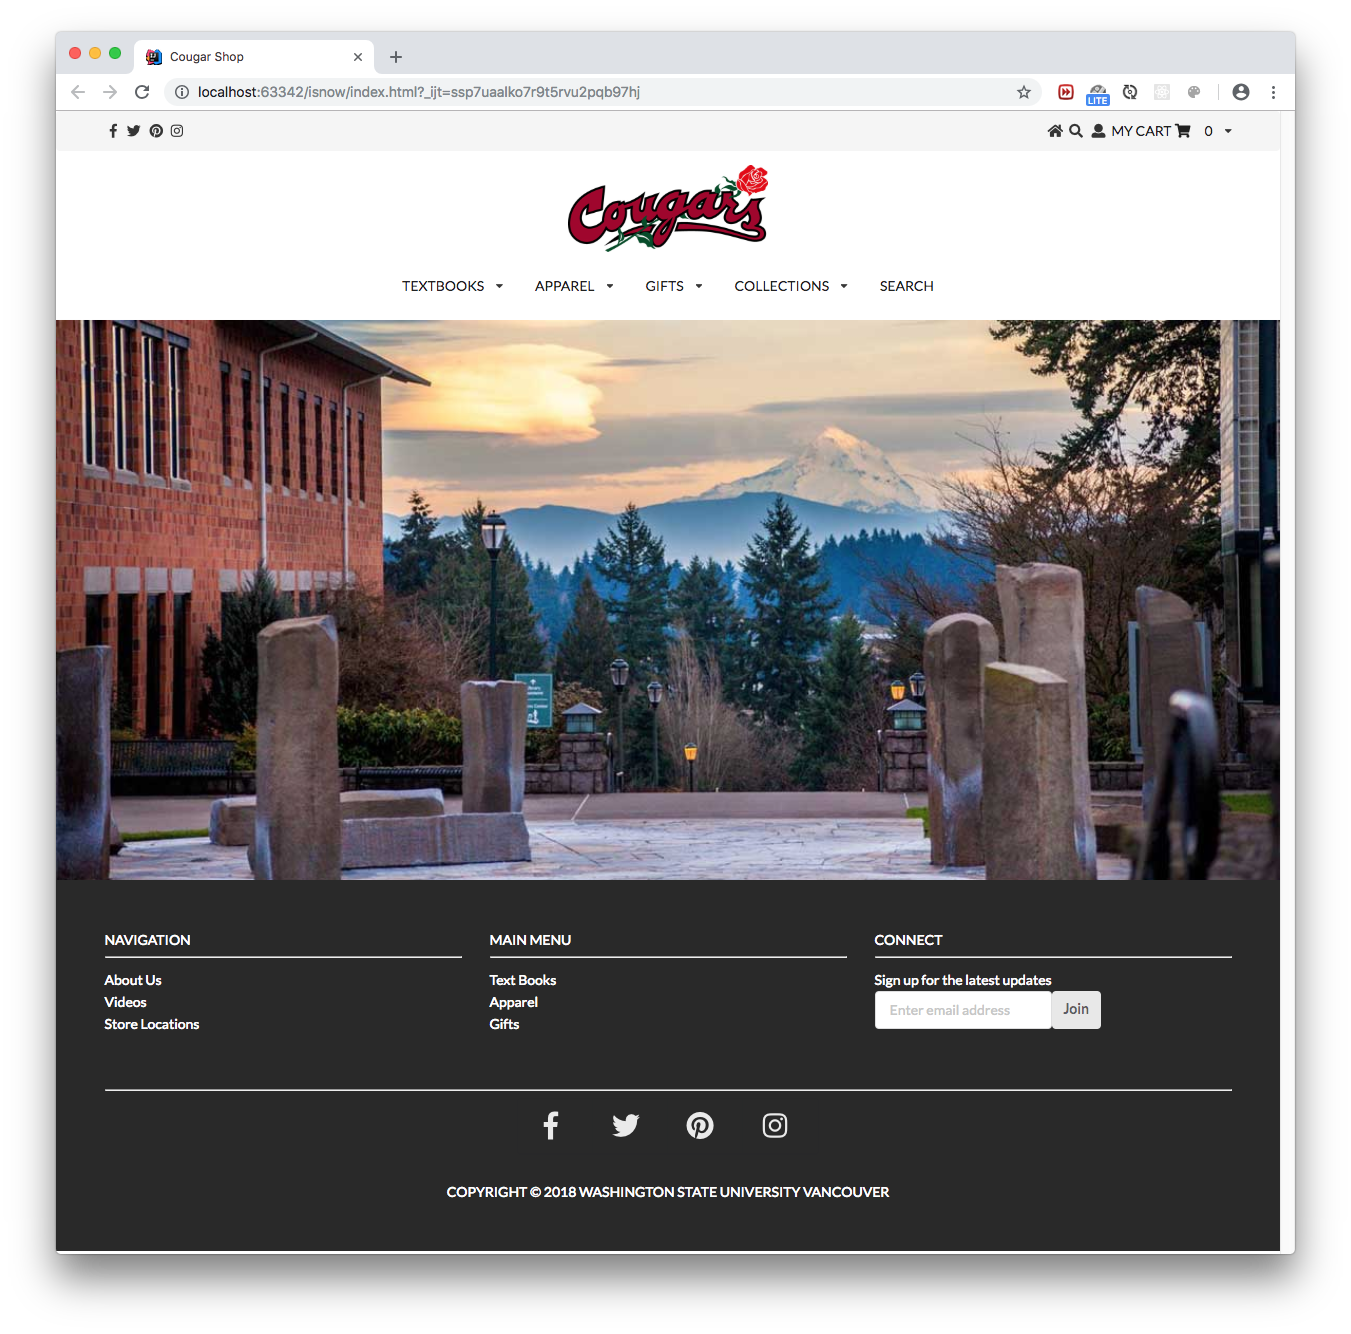 Cougar Shop
localhost:63342/isnow/index.html?_ijt=ssp7uaalko7r9t5rvu2pqb97hj
LITE
MY CART 0
Cougars
TEXTBOOKS APPAREL GIFTS COLLECTIONS SEARCH
Library
NAVIGATION
About Us
Videos
Store Locations
MAIN MENU
Text Books
Apparel
Gifts
CONNECT
Sign up for the latest updates
Enter email address Join
COPYRIGHT © 2018 WASHINGTON STATE UNIVERSITY VANCOUVER